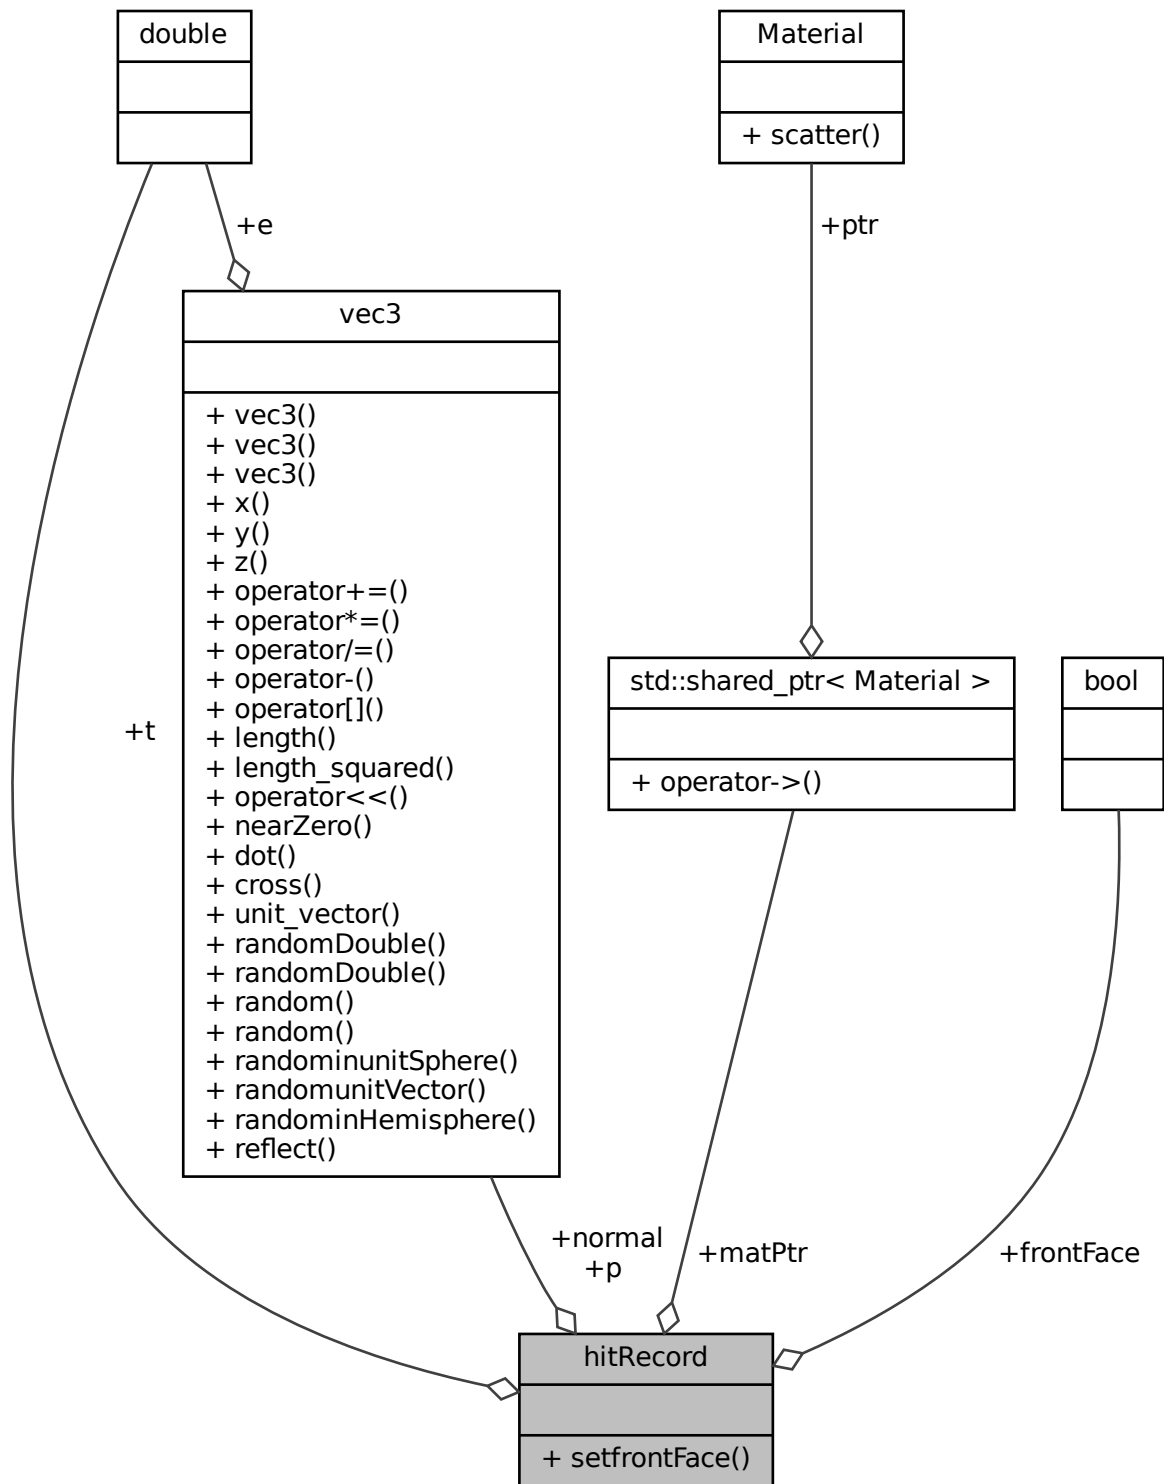 double
Material
+ scatter()
+e
+ptr
vec3
+ vec3()
+ vec3()
+ vec3()
+ x()
+ y()
+ z()
+ operator+=()
+ operator*=()
+ operator/=()
+ operator-()
+ operator[]()
+ length()
+ length_squared()
+ operator<<()
+ nearZero()
+ dot()
+ cross()
+ unit_vector()
+ randomDouble()
+ randomDouble()
+ random()
+ random()
+ randominunitSphere()
+ randomunitVector()
+ randominHemisphere()
+ reflect()
std::shared_ptr< Material >
+ operator->()
bool
+t
+normal
+p
+matPtr
+frontFace
hitRecord
+ setfrontFace()